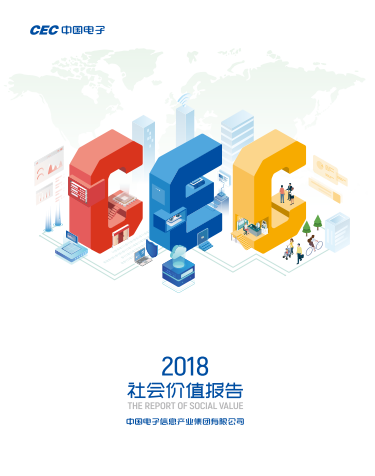 CEC 中国电子
CEC
2018
社会价值报告
THE REPORT OF SOCIAL VALUE
中国电子信息产业集团有限公司